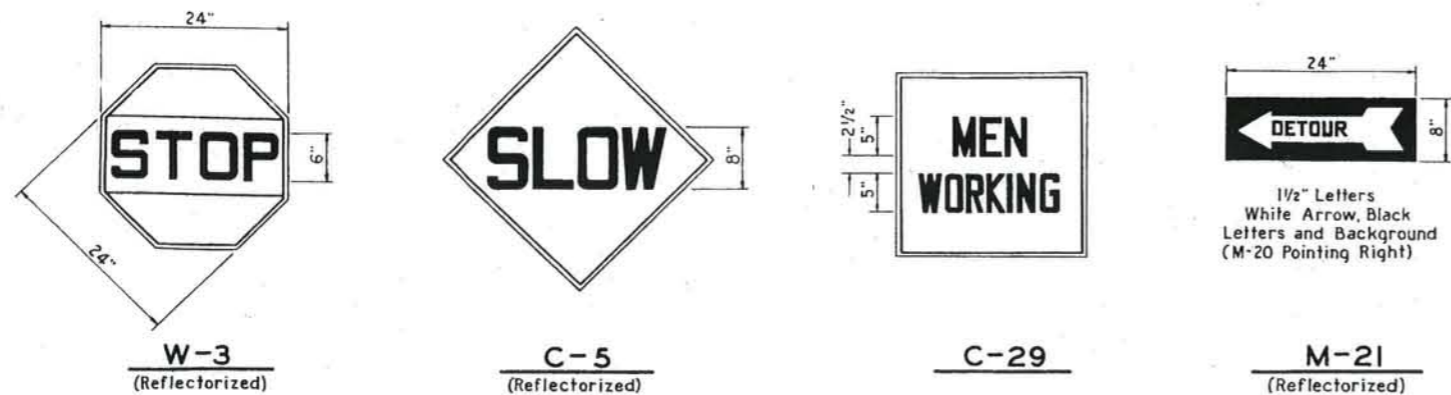 24"
STOP
6"
24"
W-3
(Reflectorized)
SLOW
8"
C-5
(Reflectorized)
2½"
5"
5"
MEN
WORKING
C-29
24"
DETOUR
8"
1½" Letters
White Arrow, Black
Letters and Background
(M-20 Pointing Right)
M-21
(Reflectorized)